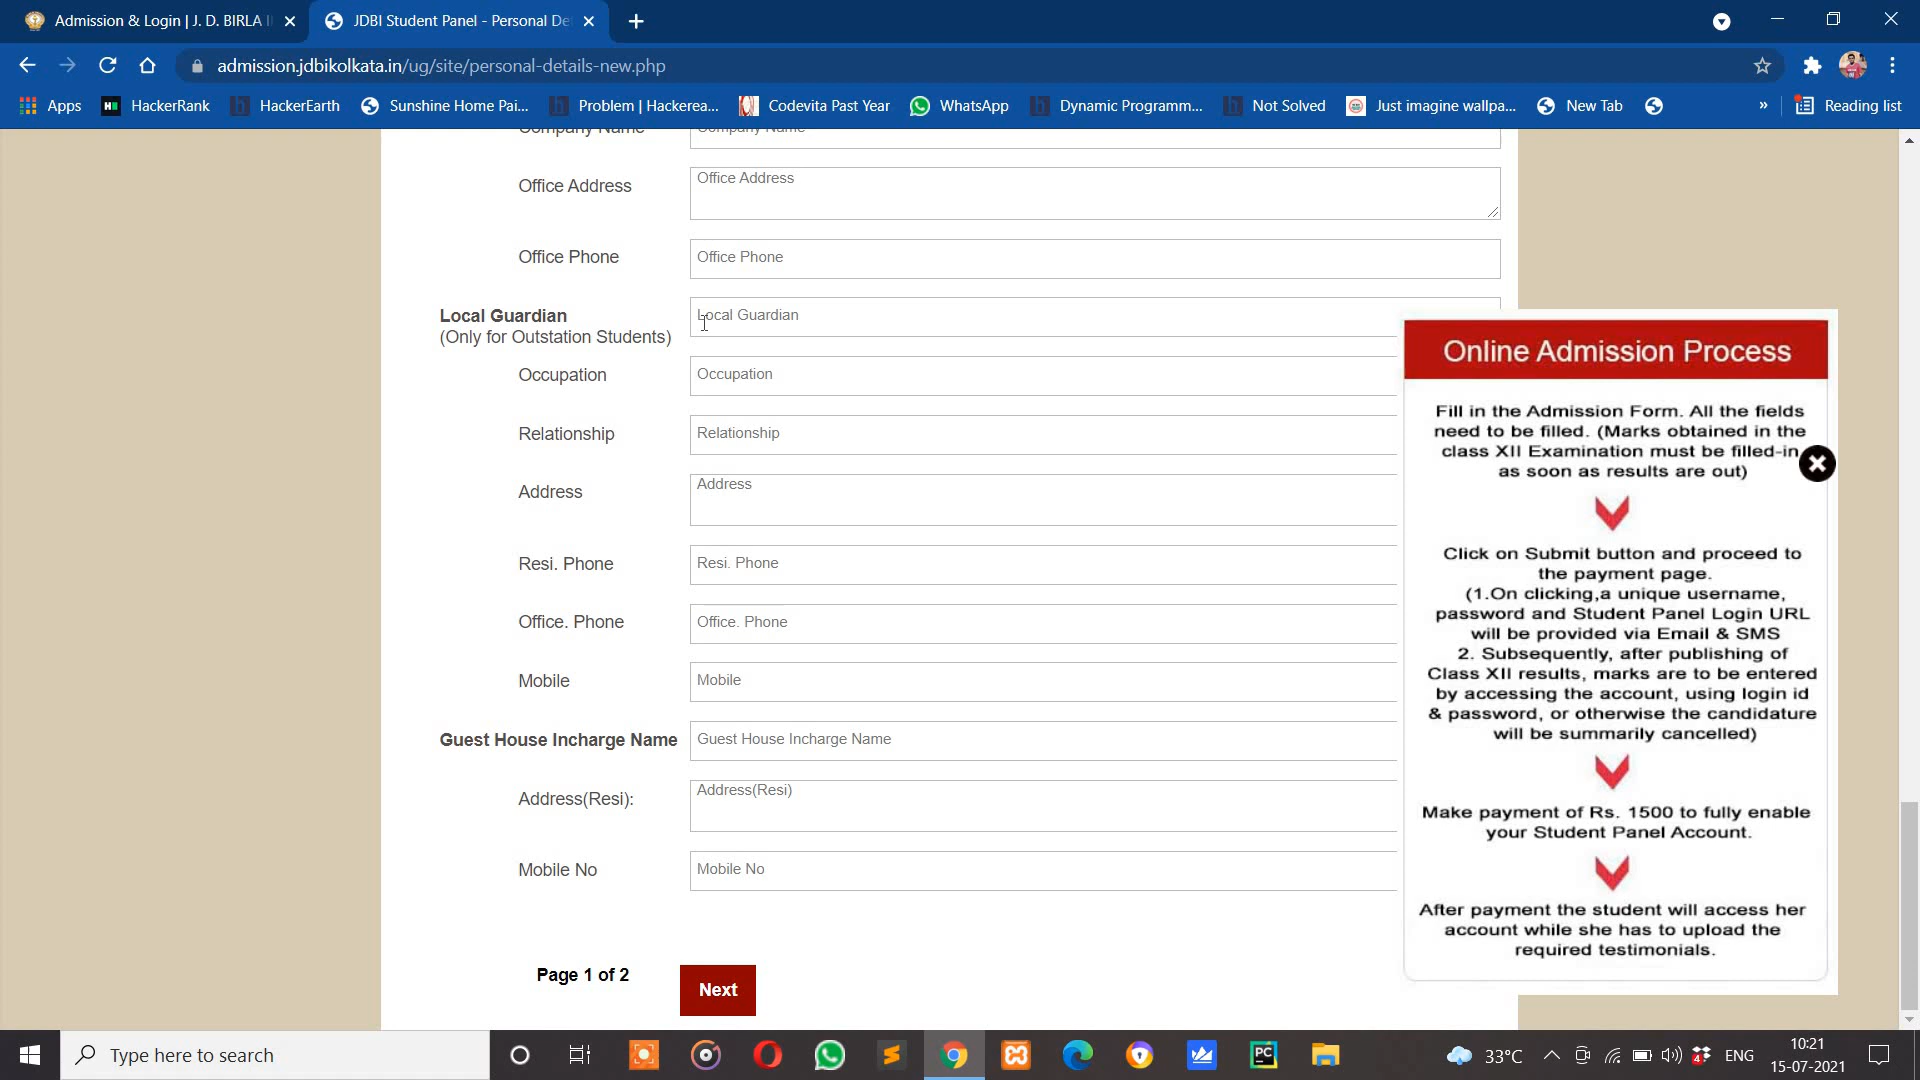 Admission & Login | J. D. BIRLA I
JDBI Student Panel - Personal De
admission.jdbikolkata.in/ug/site/personal-details-new.php
Apps
HackerRank
HackerEarth
Sunshine Home Pai...
Problem | Hackerea...
Codevita Past Year
WhatsApp
Dynamic Programm...
Not Solved
Just imagine wallpa...
New Tab
»
Reading list
Company Name
Company Name
Office Address
Office Address
Office Phone
Office Phone
Local Guardian
(Only for Outstation Students)
Local Guardian
Occupation
Occupation
Relationship
Relationship
Address
Address
Resi. Phone
Resi. Phone
Office. Phone
Office. Phone
Mobile
Mobile
Guest House Incharge Name
Guest House Incharge Name
Address(Resi):
Address(Resi)
Mobile No
Mobile No
Page 1 of 2
Next
Online Admission Process
Fill in the Admission Form. All the fields
need to be filled. (Marks obtained in the
class XII Examination must be filled-in
as soon as results are out)
Click on Submit button and proceed to
the payment page.
(1.On clicking,a unique username,
password and Student Panel Login URL
will be provided via Email & SMS
2. Subsequently, after publishing of
Class XII results, marks are to be entered
by accessing the account, using login id
& password, or otherwise the candidature
will be summarily cancelled)
Make payment of Rs. 1500 to fully enable
your Student Panel Account.
After payment the student will access her
account while she has to upload the
required testimonials.
Type here to search
PC
33°C
4
ENG
10:21
15-07-2021